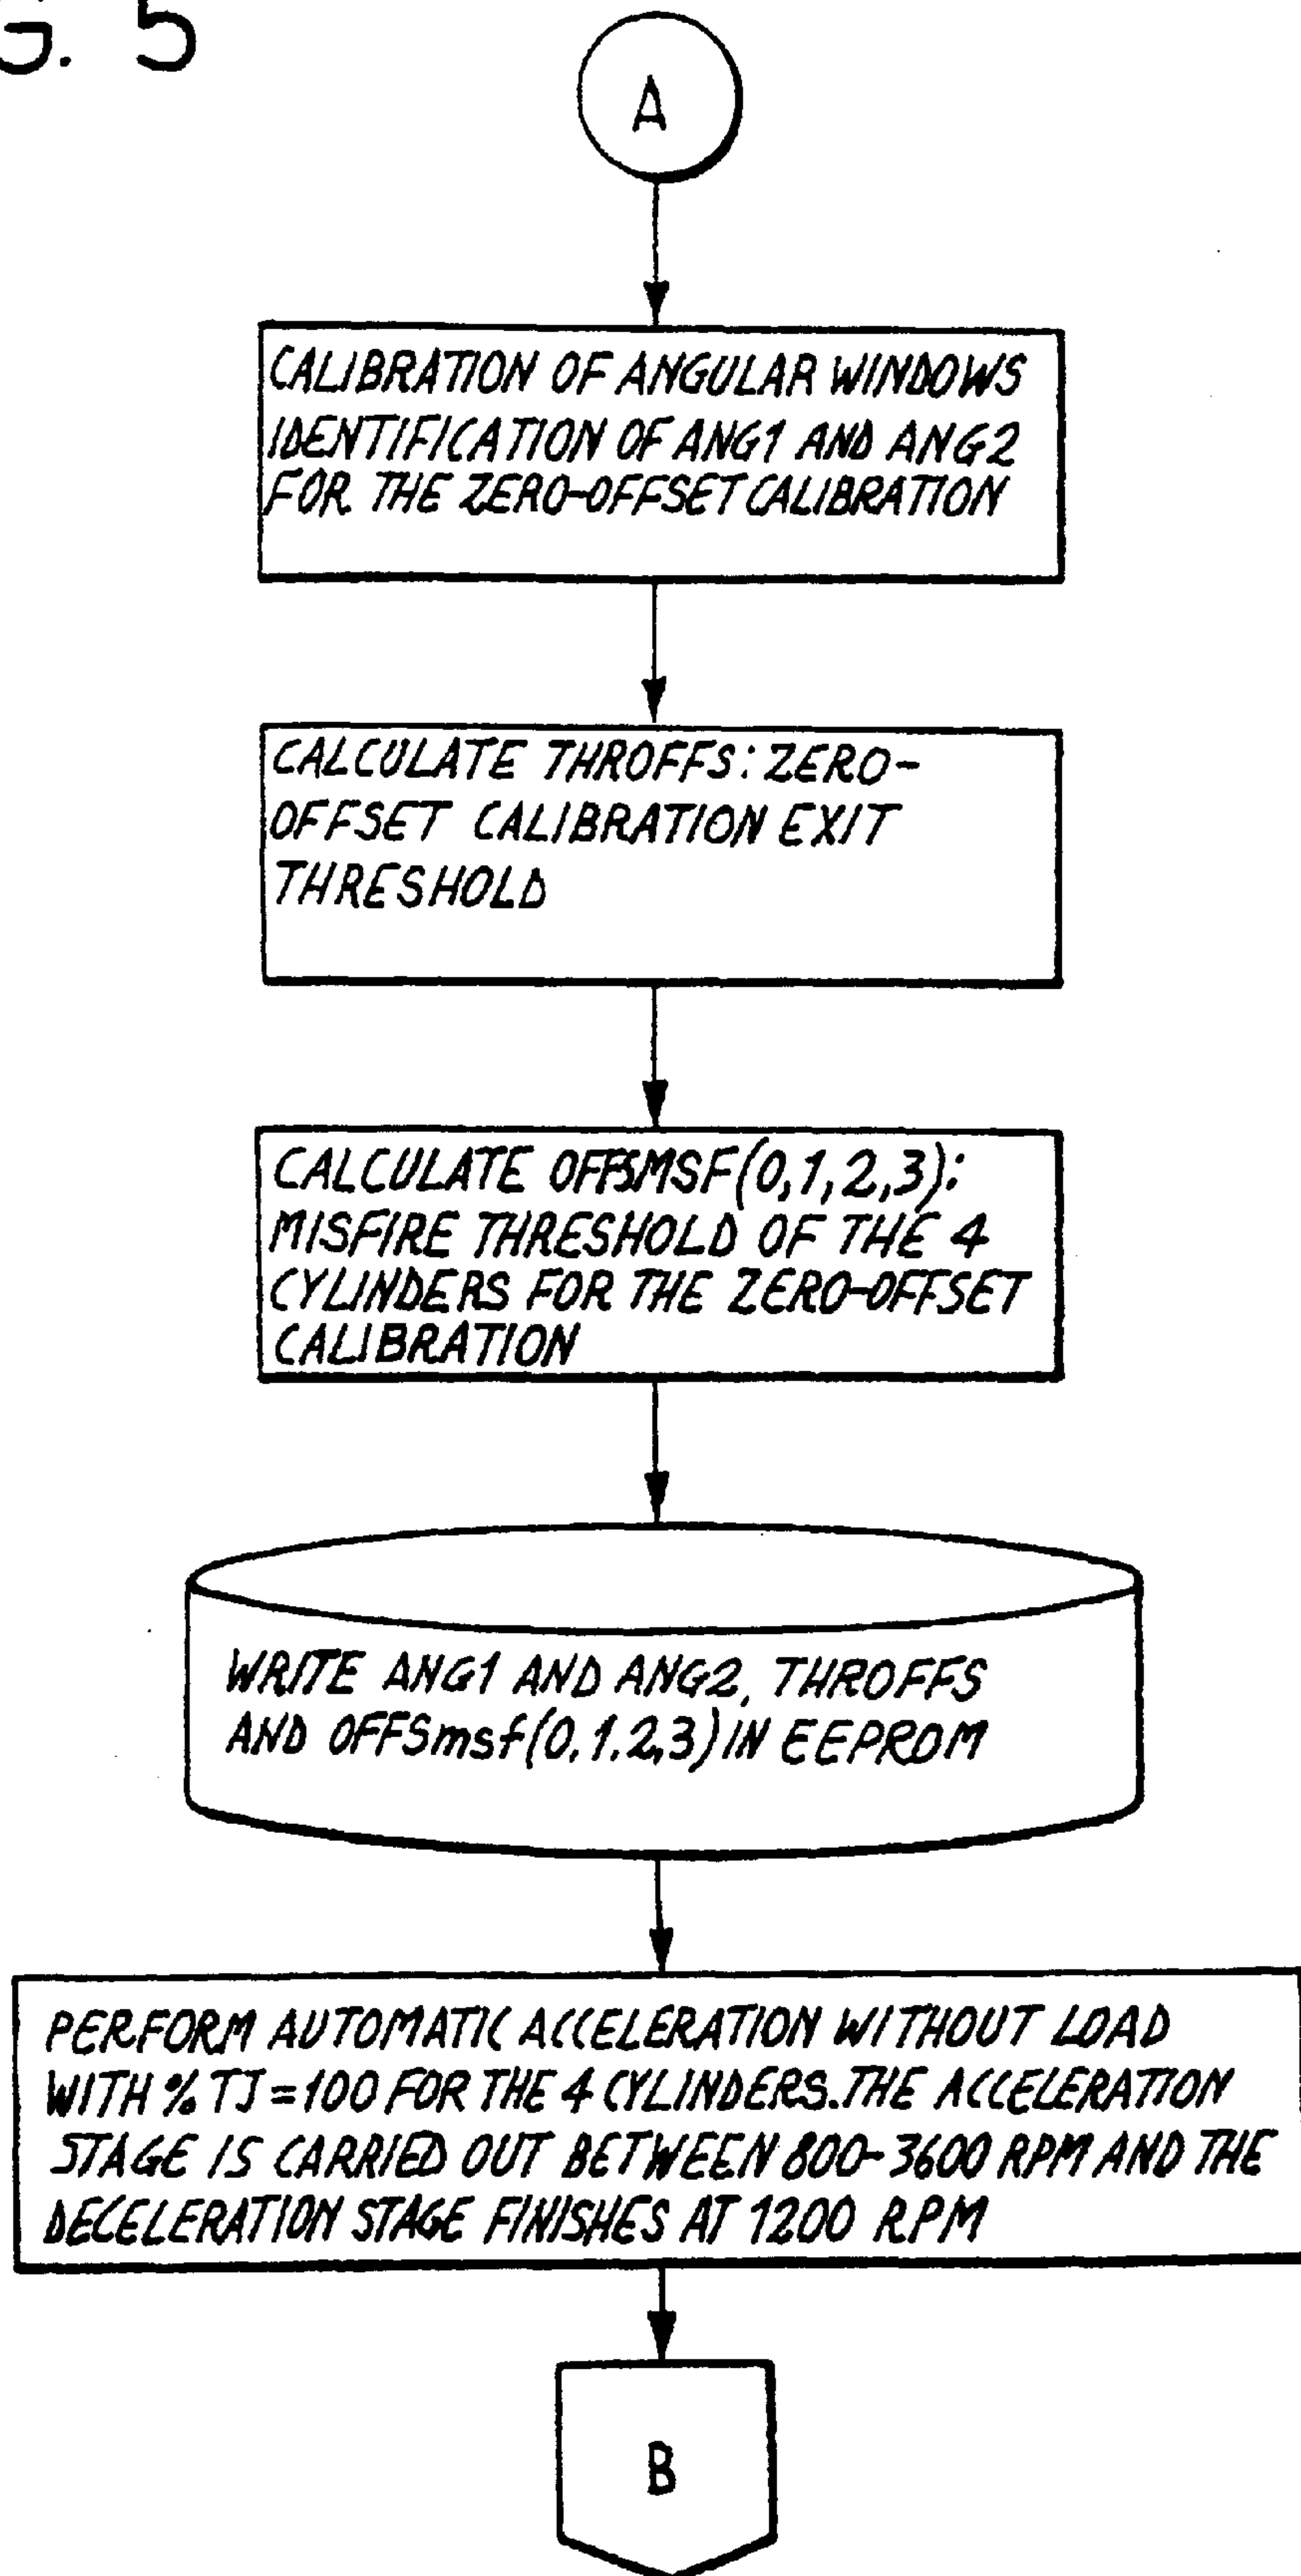 G. 5
A
CALIBRATION OF ANGULAR WINDOWS
IDENTIFICATION OF ANG1 AND ANG2
FOR THE ZERO-OFFSET CALIBRATION
CALCULATE THROFFS: ZERO-
OFFSET CALIBRATION EXIT
THRESHOLD
CALCULATE OFFSMSF(0,1,2,3):
MISFIRE THRESHOLD OF THE 4
CYLINDERS FOR THE ZERO-OFFSET
CALIBRATION
WRITE ANG1 AND ANG2, THROFFS
AND OFFSmsf(0.1.2,3) IN EEPROM
PERFORM AUTOMATIC ACCELERATION WITHOUT LOAD
WITH % TJ = 100 FOR THE 4 CYLINDERS. THE ACCELERATION
STAGE IS CARRIED OUT BETWEEN 800-3600 RPM AND THE
DECELERATION STAGE FINISHES AT 1200 RPM
B